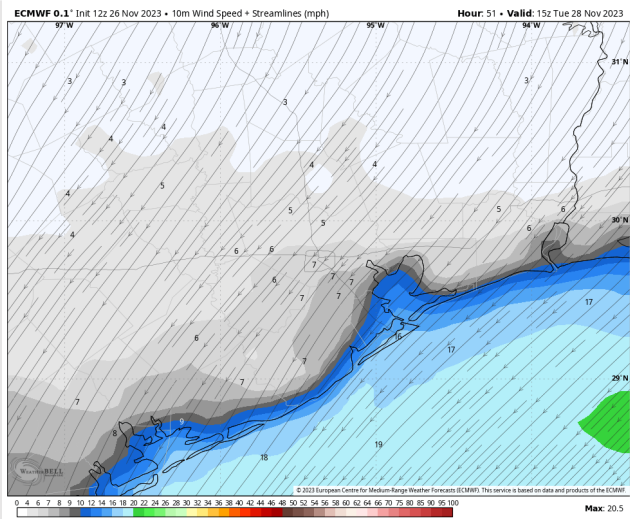 ECMWF 0.1° Init 12z 26 Nov 2023 • 10m Wind Speed + Streamlines (mph) Hour: 51 • Valid: 15z Tue 28 Nov 2023
97°W 96°W 95°W 94°W
31°N
3 3 3 3
4 4 4 4
5
4 5 5 6
30°N
4 5 6
6 6
7
6 7
7 7
17
16
6 17
7
7 29°N
7
9
8
19
18
WeatherBELL
© 2023 European Centre for Medium-Range Weather Forecasts (ECMWF). This service is based on data and products of the ECMWF.
0 4 6 8 9 10 12 14 16 18 20 22 24 26 28 30 32 34 36 38 40 42 44 46 48 50 52 54 56 58 60 62 64 66 68 70 75 80 85 90 95 100
Max: 20.5